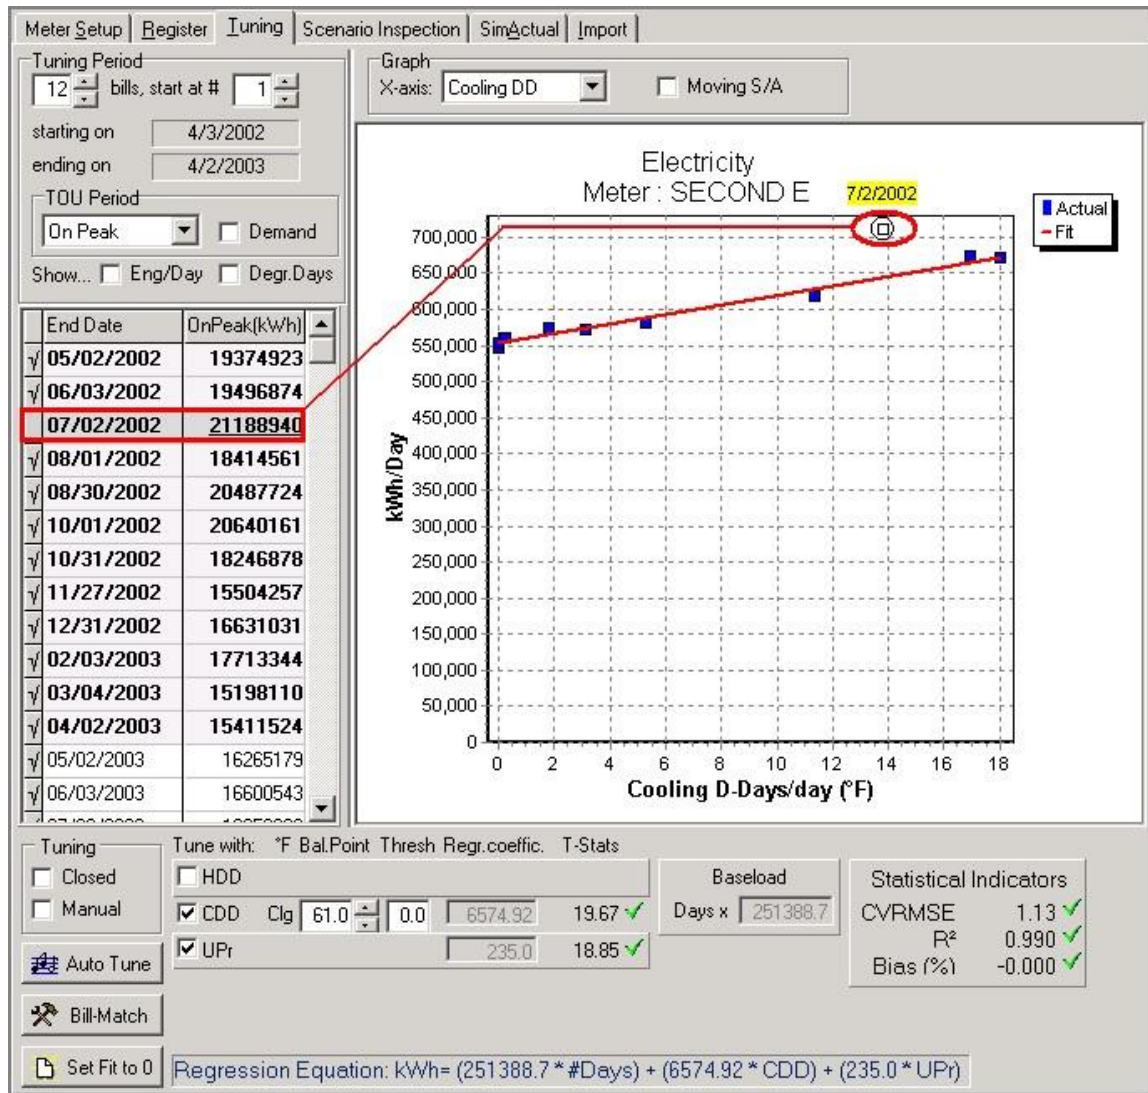 Meter Setup Register Tuning Scenario Inspection SimActual Import
Tuning Period
12 bills, start at # 1
starting on 4/3/2002
ending on 4/2/2003
TOU Period
On Peak Demand
Show... Eng/Day Degr.Days
Graph
X-axis: Cooling DD Moving S/A
End Date OnPeak(kWh)
√ 05/02/2002 19374923
√ 06/03/2002 19496874
07/02/2002 21188940
√ 08/01/2002 18414561
√ 08/30/2002 20487724
√ 10/01/2002 20640161
√ 10/31/2002 18246878
√ 11/27/2002 15504257
√ 12/31/2002 16631031
√ 02/03/2003 17713344
√ 03/04/2003 15198110
√ 04/02/2003 15411524
√ 05/02/2003 16265179
√ 06/03/2003 16600543
Electricity
Meter : SECOND E
7/2/2002
Actual
Fit
700,000
650,000
600,000
550,000
500,000
450,000
400,000
350,000
300,000
250,000
200,000
150,000
100,000
50,000
0
kWh/Day
0 2 4 6 8 10 12 14 16 18
Cooling D-Days/day (°F)
Tuning
Closed
Manual
Auto Tune
Bill-Match
Set Fit to 0
Tune with: °F Bal.Point Thresh Regr.coeffic. T-Stats
HDD
CDD Clg 61.0 0.0 6574.92 19.67
UPr 235.0 18.85
Baseload
Days x 251388.7
Statistical Indicators
CVRMSE 1.13
R² 0.990
Bias (%) -0.000
Regression Equation: kWh= (251388.7 * #Days) + (6574.92 * CDD) + (235.0 * UPr)